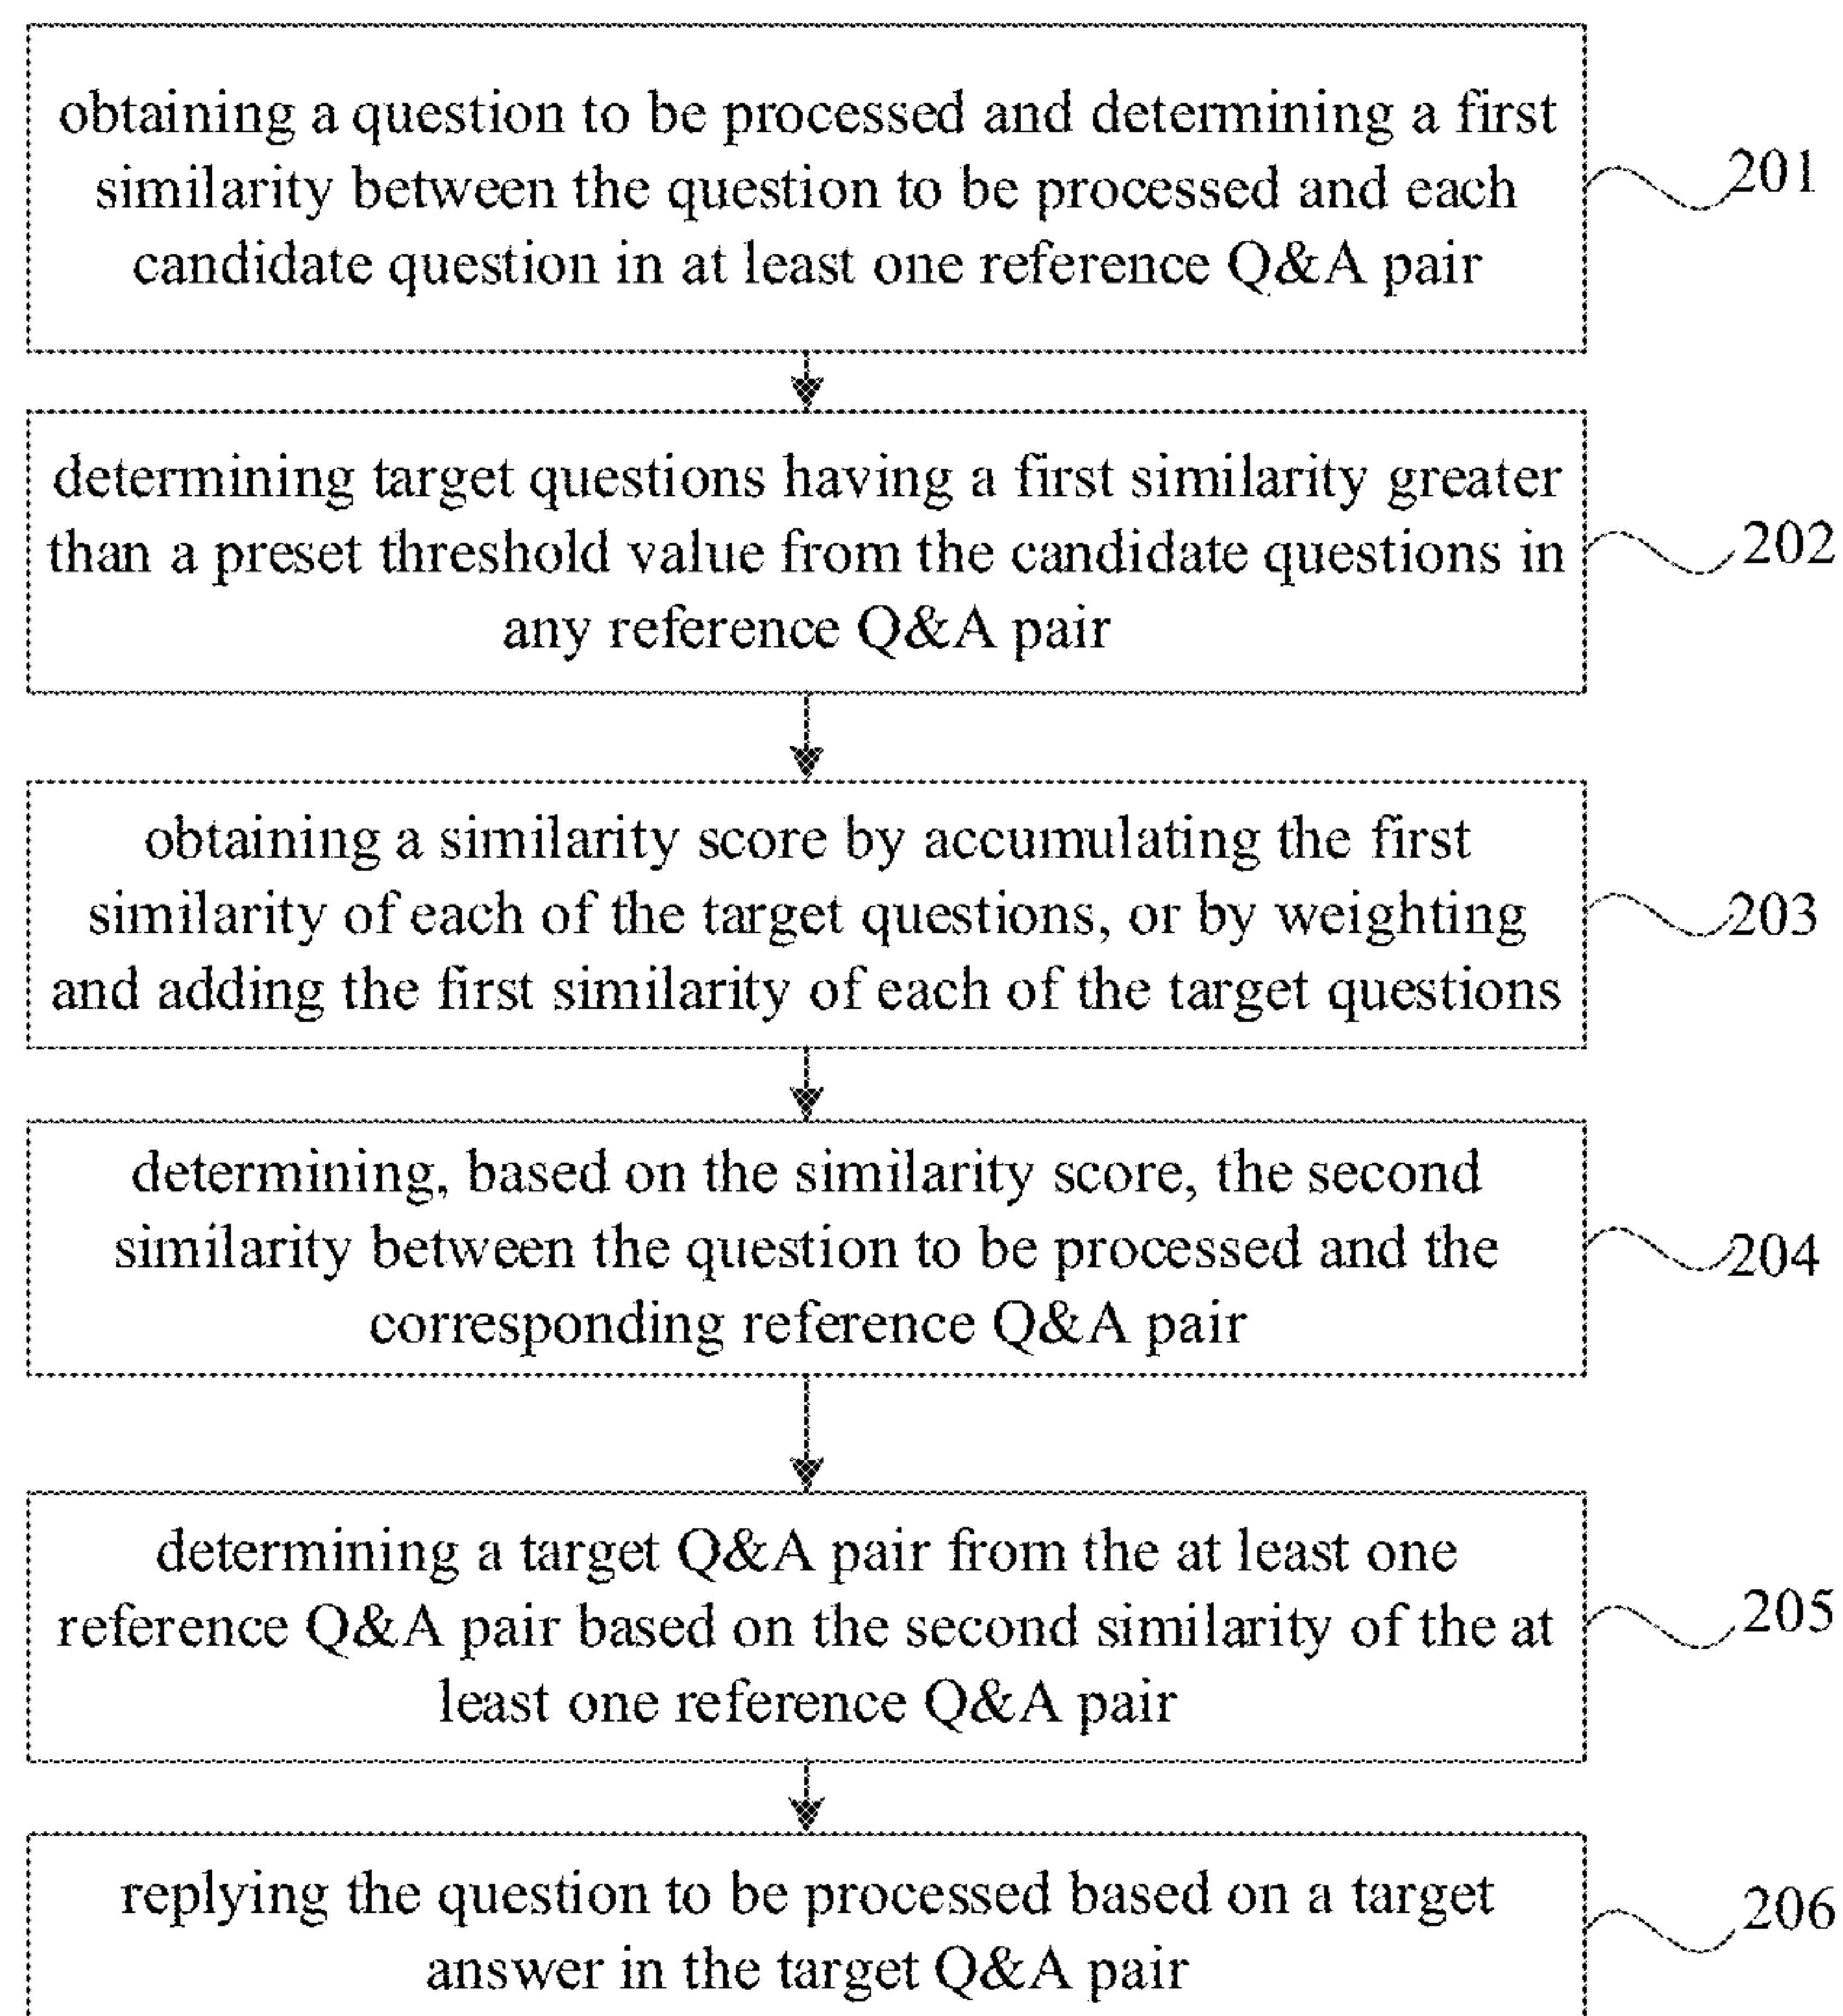 obtaining a question to be processed and determining a first
similarity between the question to be processed and each
candidate question in at least one reference Q&A pair
201
determining target questions having a first similarity greater
than a preset threshold value from the candidate questions in
any reference Q&A pair
202
obtaining a similarity score by accumulating the first
similarity of each of the target questions, or by weighting
and adding the first similarity of each of the target questions
203
determining, based on the similarity score, the second
similarity between the question to be processed and the
corresponding reference Q&A pair
204
determining a target Q&A pair from the at least one
reference Q&A pair based on the second similarity of the at
least one reference Q&A pair
205
replying the question to be processed based on a target
answer in the target Q&A pair
206